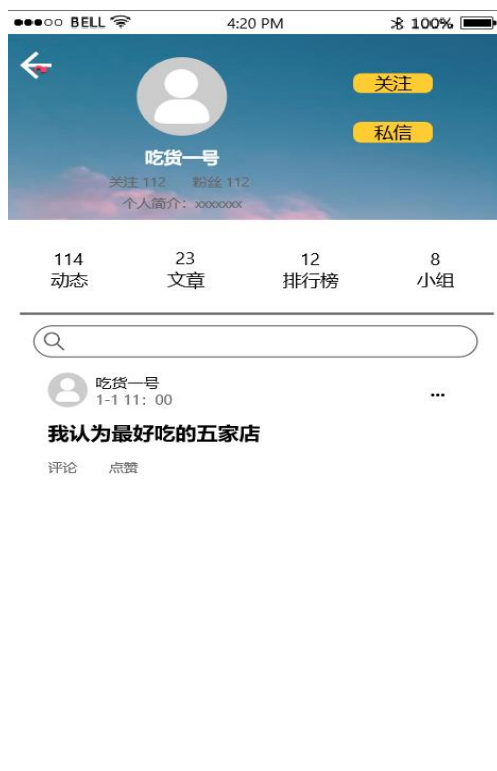 BELL 4:20 PM 100%
关注
私信
吃货一号
关注 112 粉丝 112
个人简介：xxxxxxx
114 23 12 8
动态 文章 排行榜 小组
吃货一号
1-1 11：00
...
我认为最好吃的五家店
评论 点赞